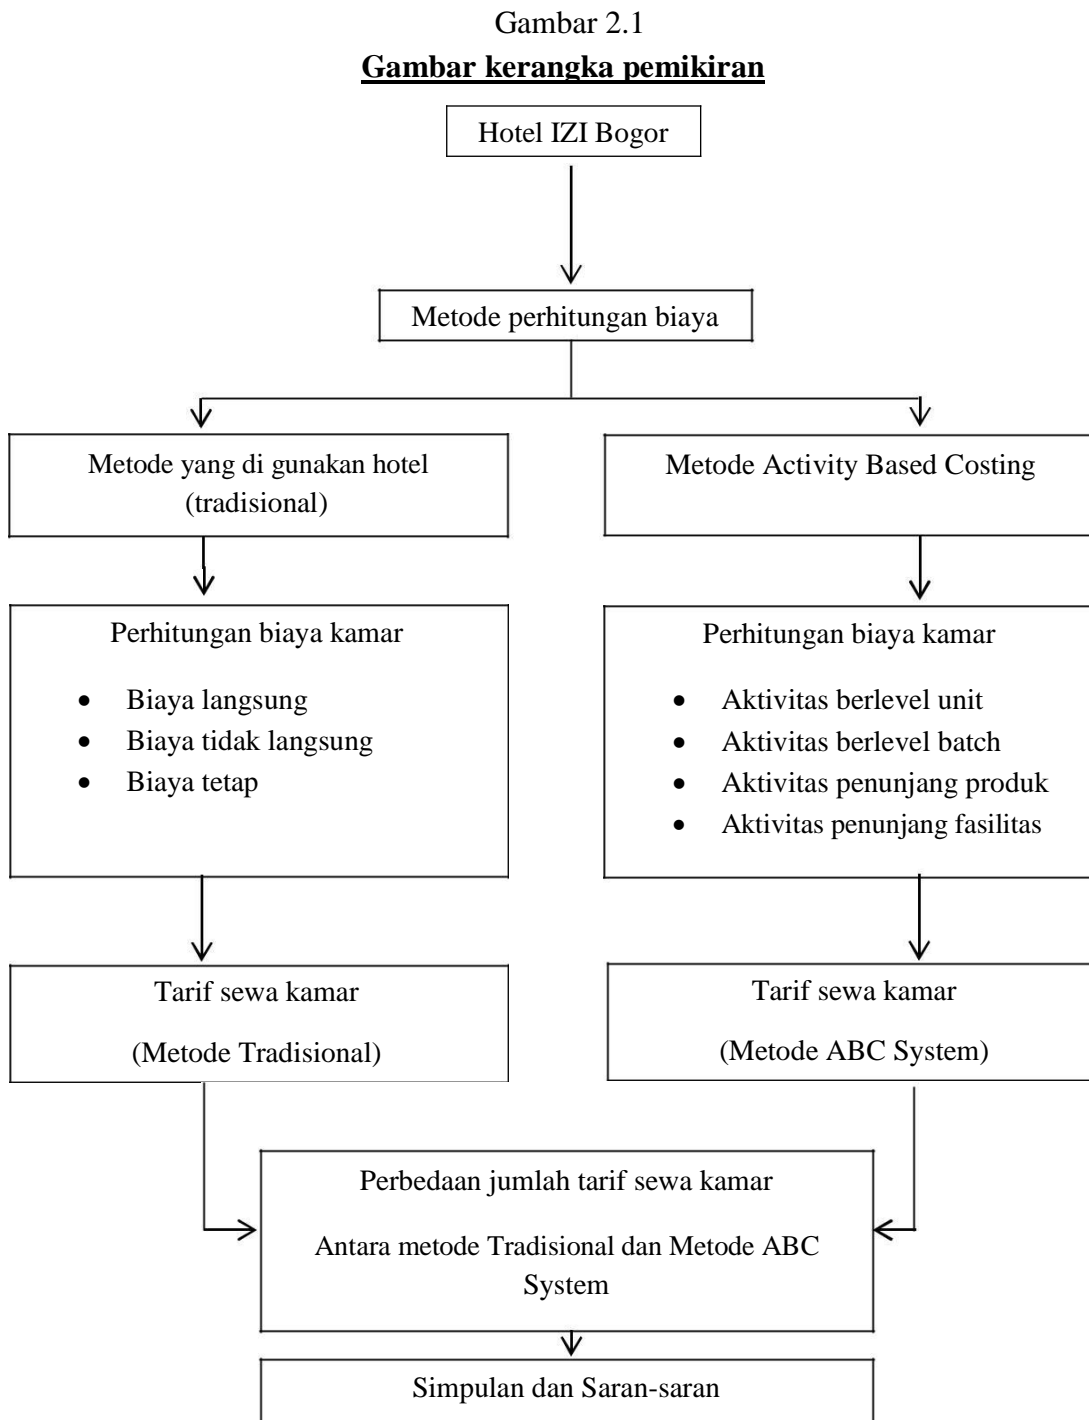 Gambar 2.1
Gambar kerangka pemikiran
Hotel IZI Bogor
Metode perhitungan biaya
Metode yang di gunakan hotel
(tradisional)
Metode Activity Based Costing
Perhitungan biaya kamar
• Biaya langsung
• Biaya tidak langsung
• Biaya tetap
Perhitungan biaya kamar
• Aktivitas berlevel unit
• Aktivitas berlevel batch
• Aktivitas penunjang produk
• Aktivitas penunjang fasilitas
Tarif sewa kamar
(Metode Tradisional)
Tarif sewa kamar
(Metode ABC System)
Perbedaan jumlah tarif sewa kamar
Antara metode Tradisional dan Metode ABC
System
Simpulan dan Saran-saran